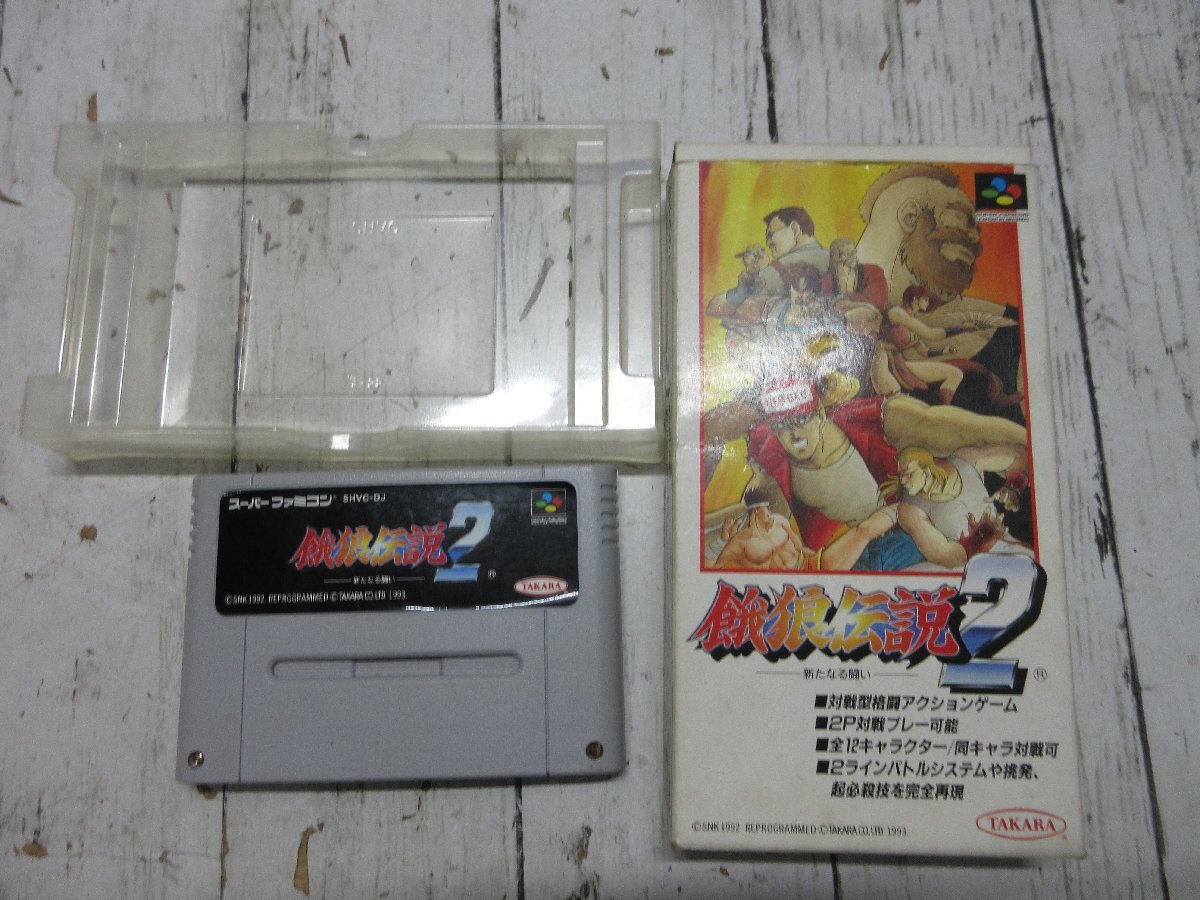 SHVC
スーパーファミコン SHVC-DJ
餓狼伝説2
新たなる闘い
®
TAKARA
©SNK 1992. REPROGRAMMED ©TAKARA CO.,LTD 1993.
餓狼伝説2
新たなる闘い
®
■対戦型格闘アクションゲーム
■2P対戦プレー可能
■全12キャラクター/同キャラ対戦可
■2ラインバトルシステムや挑発、
起必殺技を完全再現
©SNK 1992. REPROGRAMMED ©TAKARA CO.,LTD 1993.
TAKARA